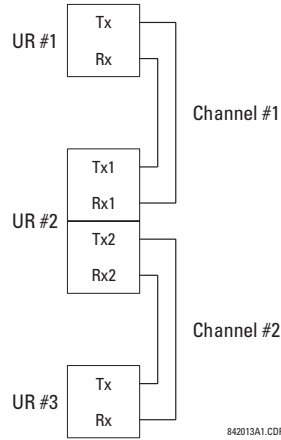 UR #1
Tx
Rx
Channel #1
UR #2
Tx1
Rx1
Tx2
Rx2
Channel #2
UR #3
Tx
Rx
842013A1.CDR